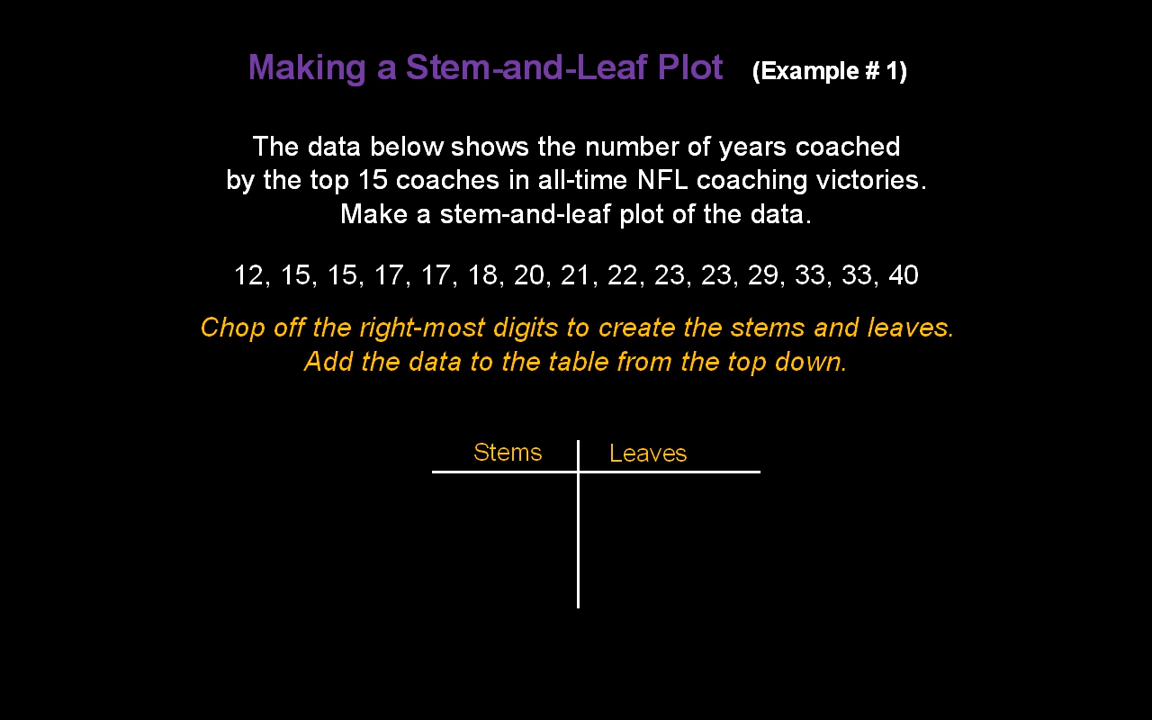 Making a Stem-and-Leaf Plot (Example # 1)
The data below shows the number of years coached
by the top 15 coaches in all-time NFL coaching victories.
Make a stem-and-leaf plot of the data.
12, 15, 15, 17, 17, 18, 20, 21, 22, 23, 23, 29, 33, 33, 40
Chop off the right-most digits to create the stems and leaves.
Add the data to the table from the top down.
Stems Leaves